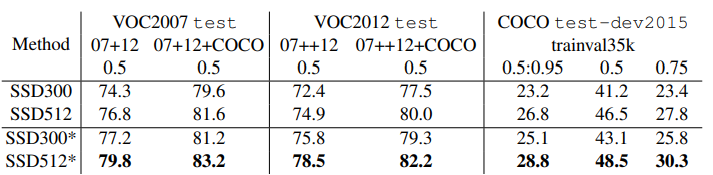 VOC2007 test VOC2012 test COCO test-dev2015
Method 07+12 07+12+COCO 07++12 07++12+COCO trainval35k
0.5 0.5 0.5 0.5 0.5:0.95 0.5 0.75
SSD300 74.3 79.6 72.4 77.5 23.2 41.2 23.4
SSD512 76.8 81.6 74.9 80.0 26.8 46.5 27.8
SSD300* 77.2 81.2 75.8 79.3 25.1 43.1 25.8
SSD512* 79.8 83.2 78.5 82.2 28.8 48.5 30.3